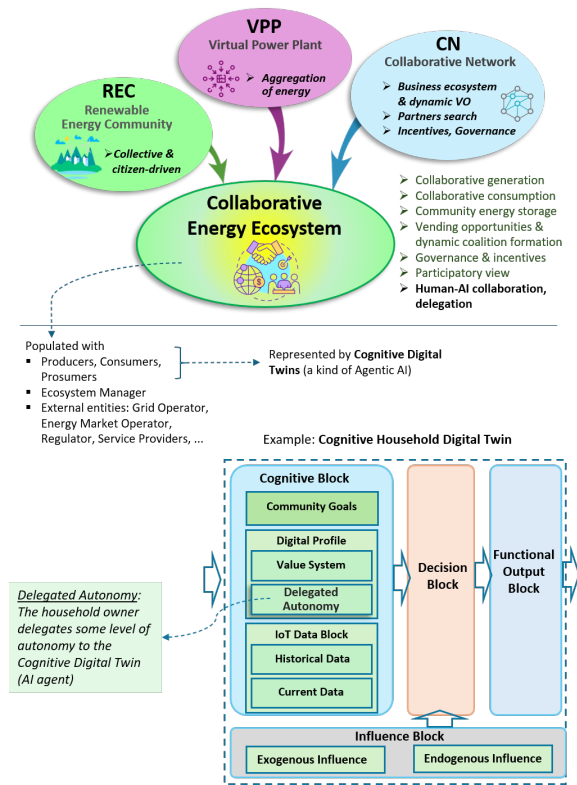 VPP
Virtual Power Plant
➢ Aggregation
of energy
CN
Collaborative Network
➢ Business ecosystem
& dynamic VO
➢ Partners search
➢ Incentives, Governance
REC
Renewable
Energy Community
➢ Collective &
citizen-driven
Collaborative
Energy Ecosystem
➢ Collaborative generation
➢ Collaborative consumption
➢ Community energy storage
➢ Vending opportunities &
dynamic coalition formation
➢ Governance & incentives
➢ Participatory view
➢ Human-AI collaboration,
delegation
Populated with
▪ Producers, Consumers,
Prosumers
▪ Ecosystem Manager
▪ External entities: Grid Operator,
Energy Market Operator,
Regulator, Service Providers, ...
Represented by Cognitive Digital
Twins (a kind of Agentic AI)
Example: Cognitive Household Digital Twin
Cognitive Block
Community Goals
Digital Profile
Value System
Delegated
Autonomy
IoT Data Block
Historical Data
Current Data
Decision
Block
Functional
Output
Block
Influence Block
Exogenous Influence
Endogenous Influence
Delegated Autonomy:
The household owner
delegates some level of
autonomy to the
Cognitive Digital Twin
(AI agent)